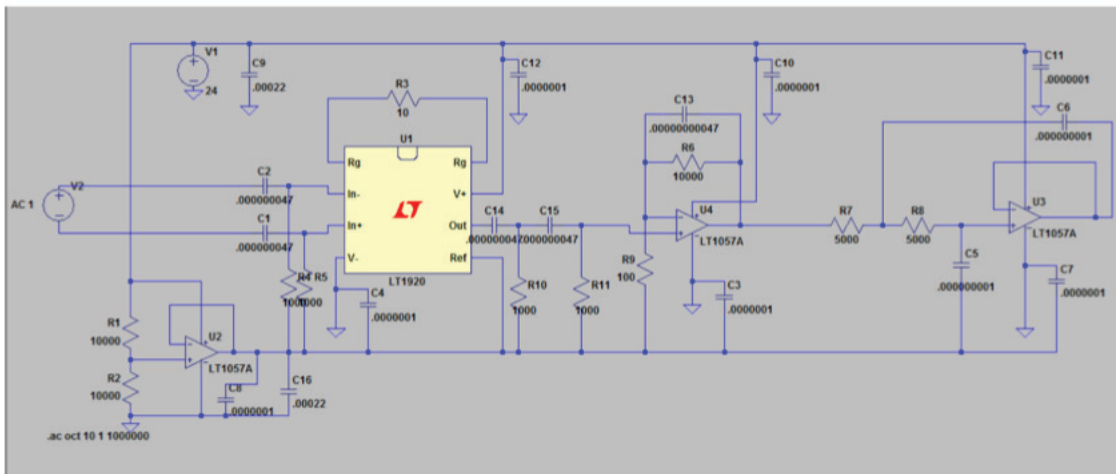 V1
24
C9
.00022
R3
10
C12
.0000001
C10
.0000001
C11
.0000001
C13
.00000000047
R6
10000
C6
.000000001
U1
Rg
Rg
In-
V+
In+
Out
V-
Ref
LT1920
AC 1
V2
C2
.000000047
C1
.000000047
C14
.000000047
C15
.000000047
U4
LT1057A
R7
5000
R8
5000
U3
LT1057A
R4
R5
1000
R9
100
R10
1000
R11
1000
C4
.0000001
C3
.0000001
C5
.000000001
C7
.0000001
R1
10000
U2
LT1057A
R2
10000
C8
.0000001
C16
.00022
.ac oct 10 1 1000000